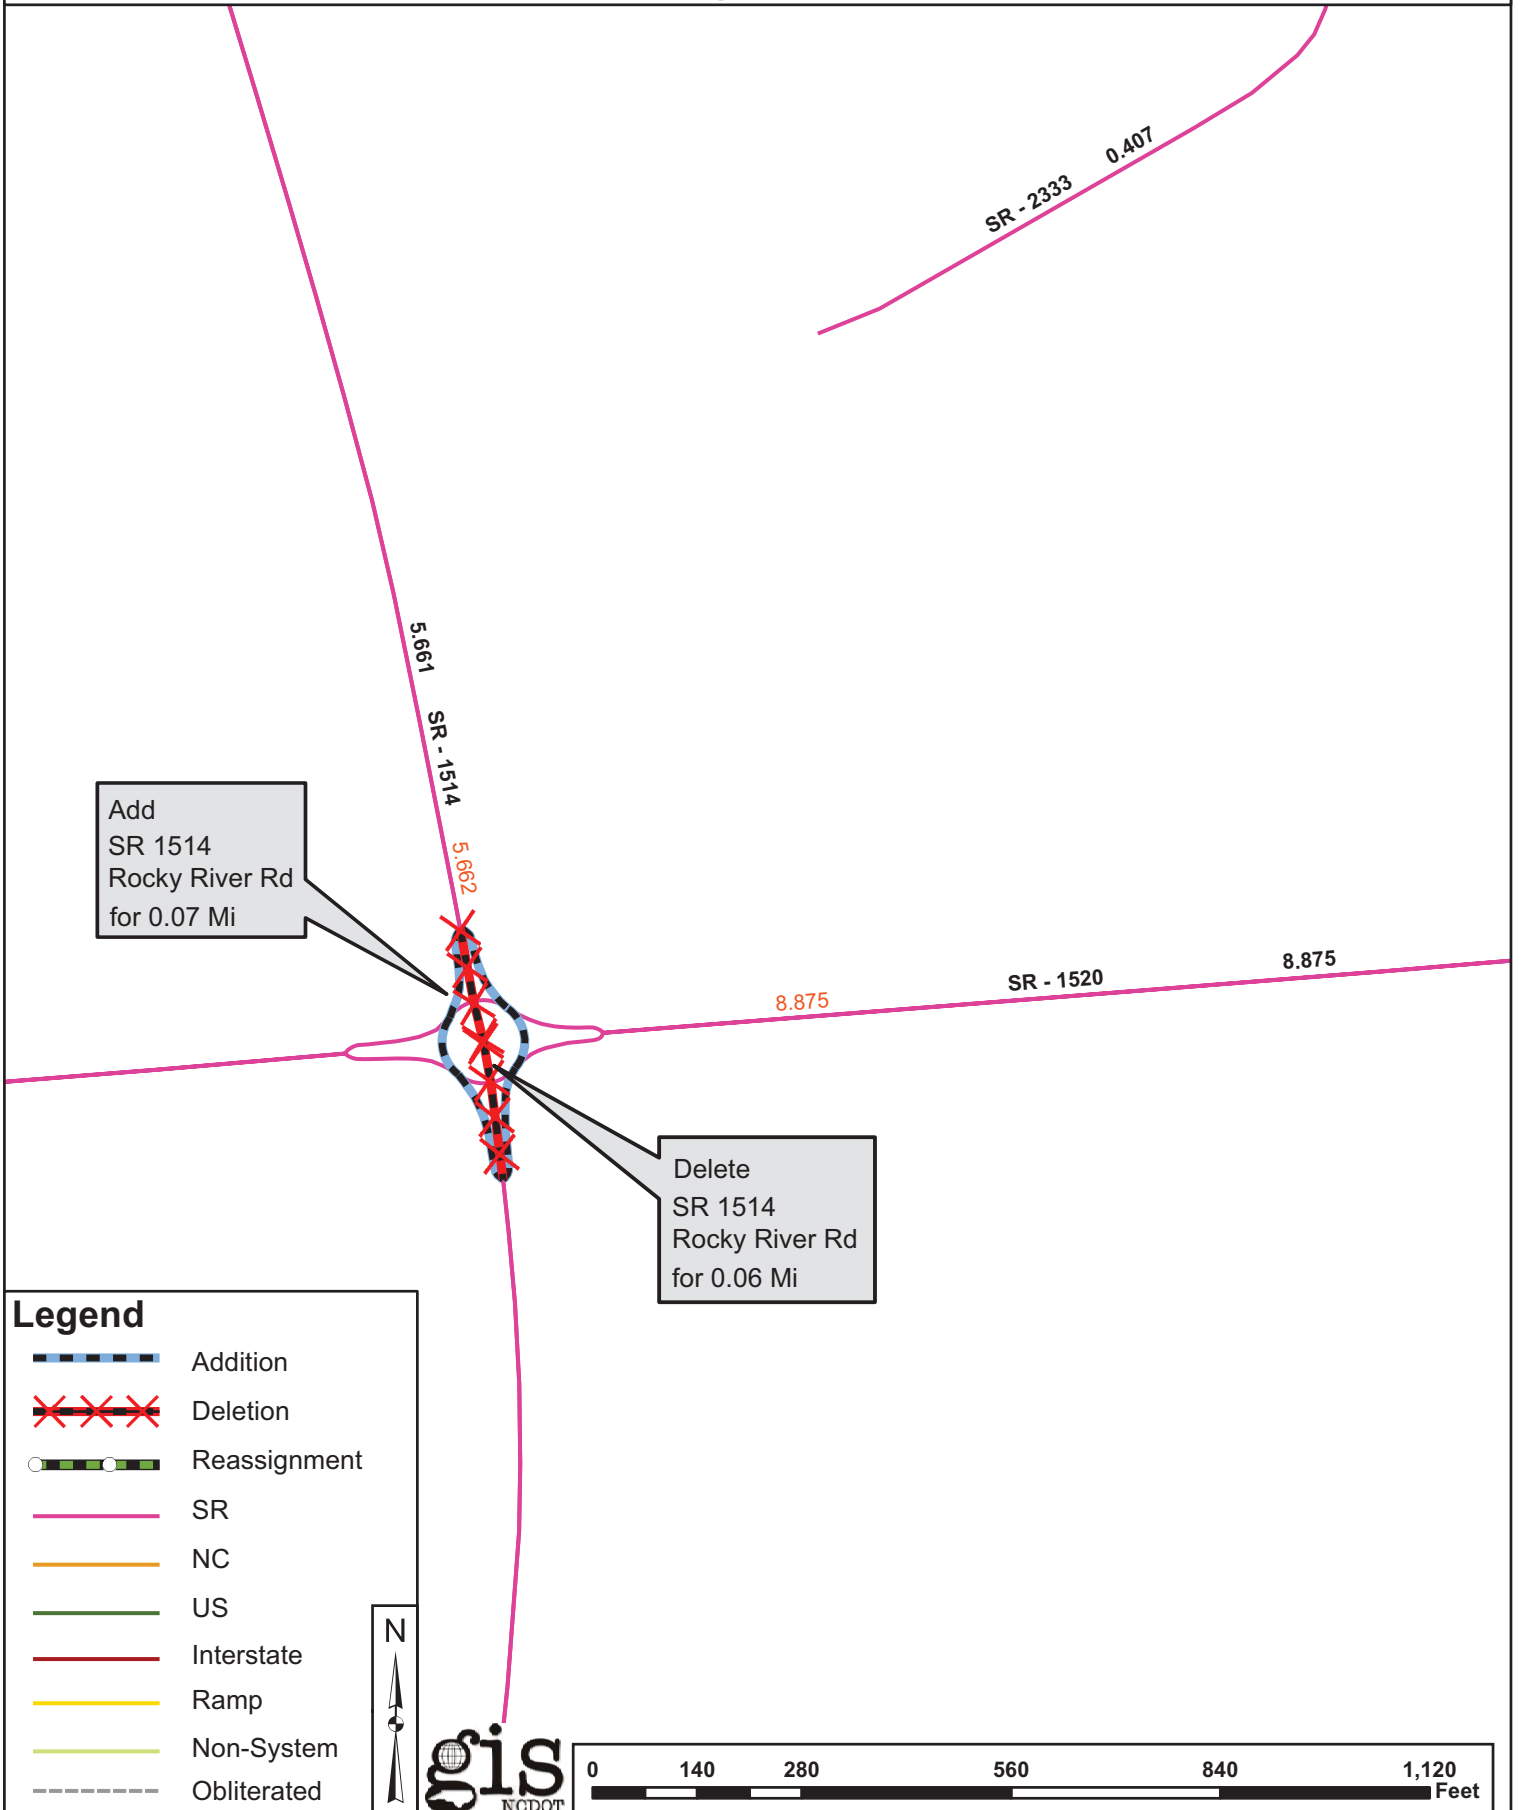 0.407
SR - 2333
5.661
SR - 1514
5.662
Add
SR 1514
Rocky River Rd
for 0.07 Mi
8.875
SR - 1520
8.875
Delete
SR 1514
Rocky River Rd
for 0.06 Mi
Legend
Addition
Deletion
Reassignment
SR
NC
US
Interstate
Ramp
Non-System
Obliterated
N
gis
NCDOT
0 140 280 560 840 1,120
Feet